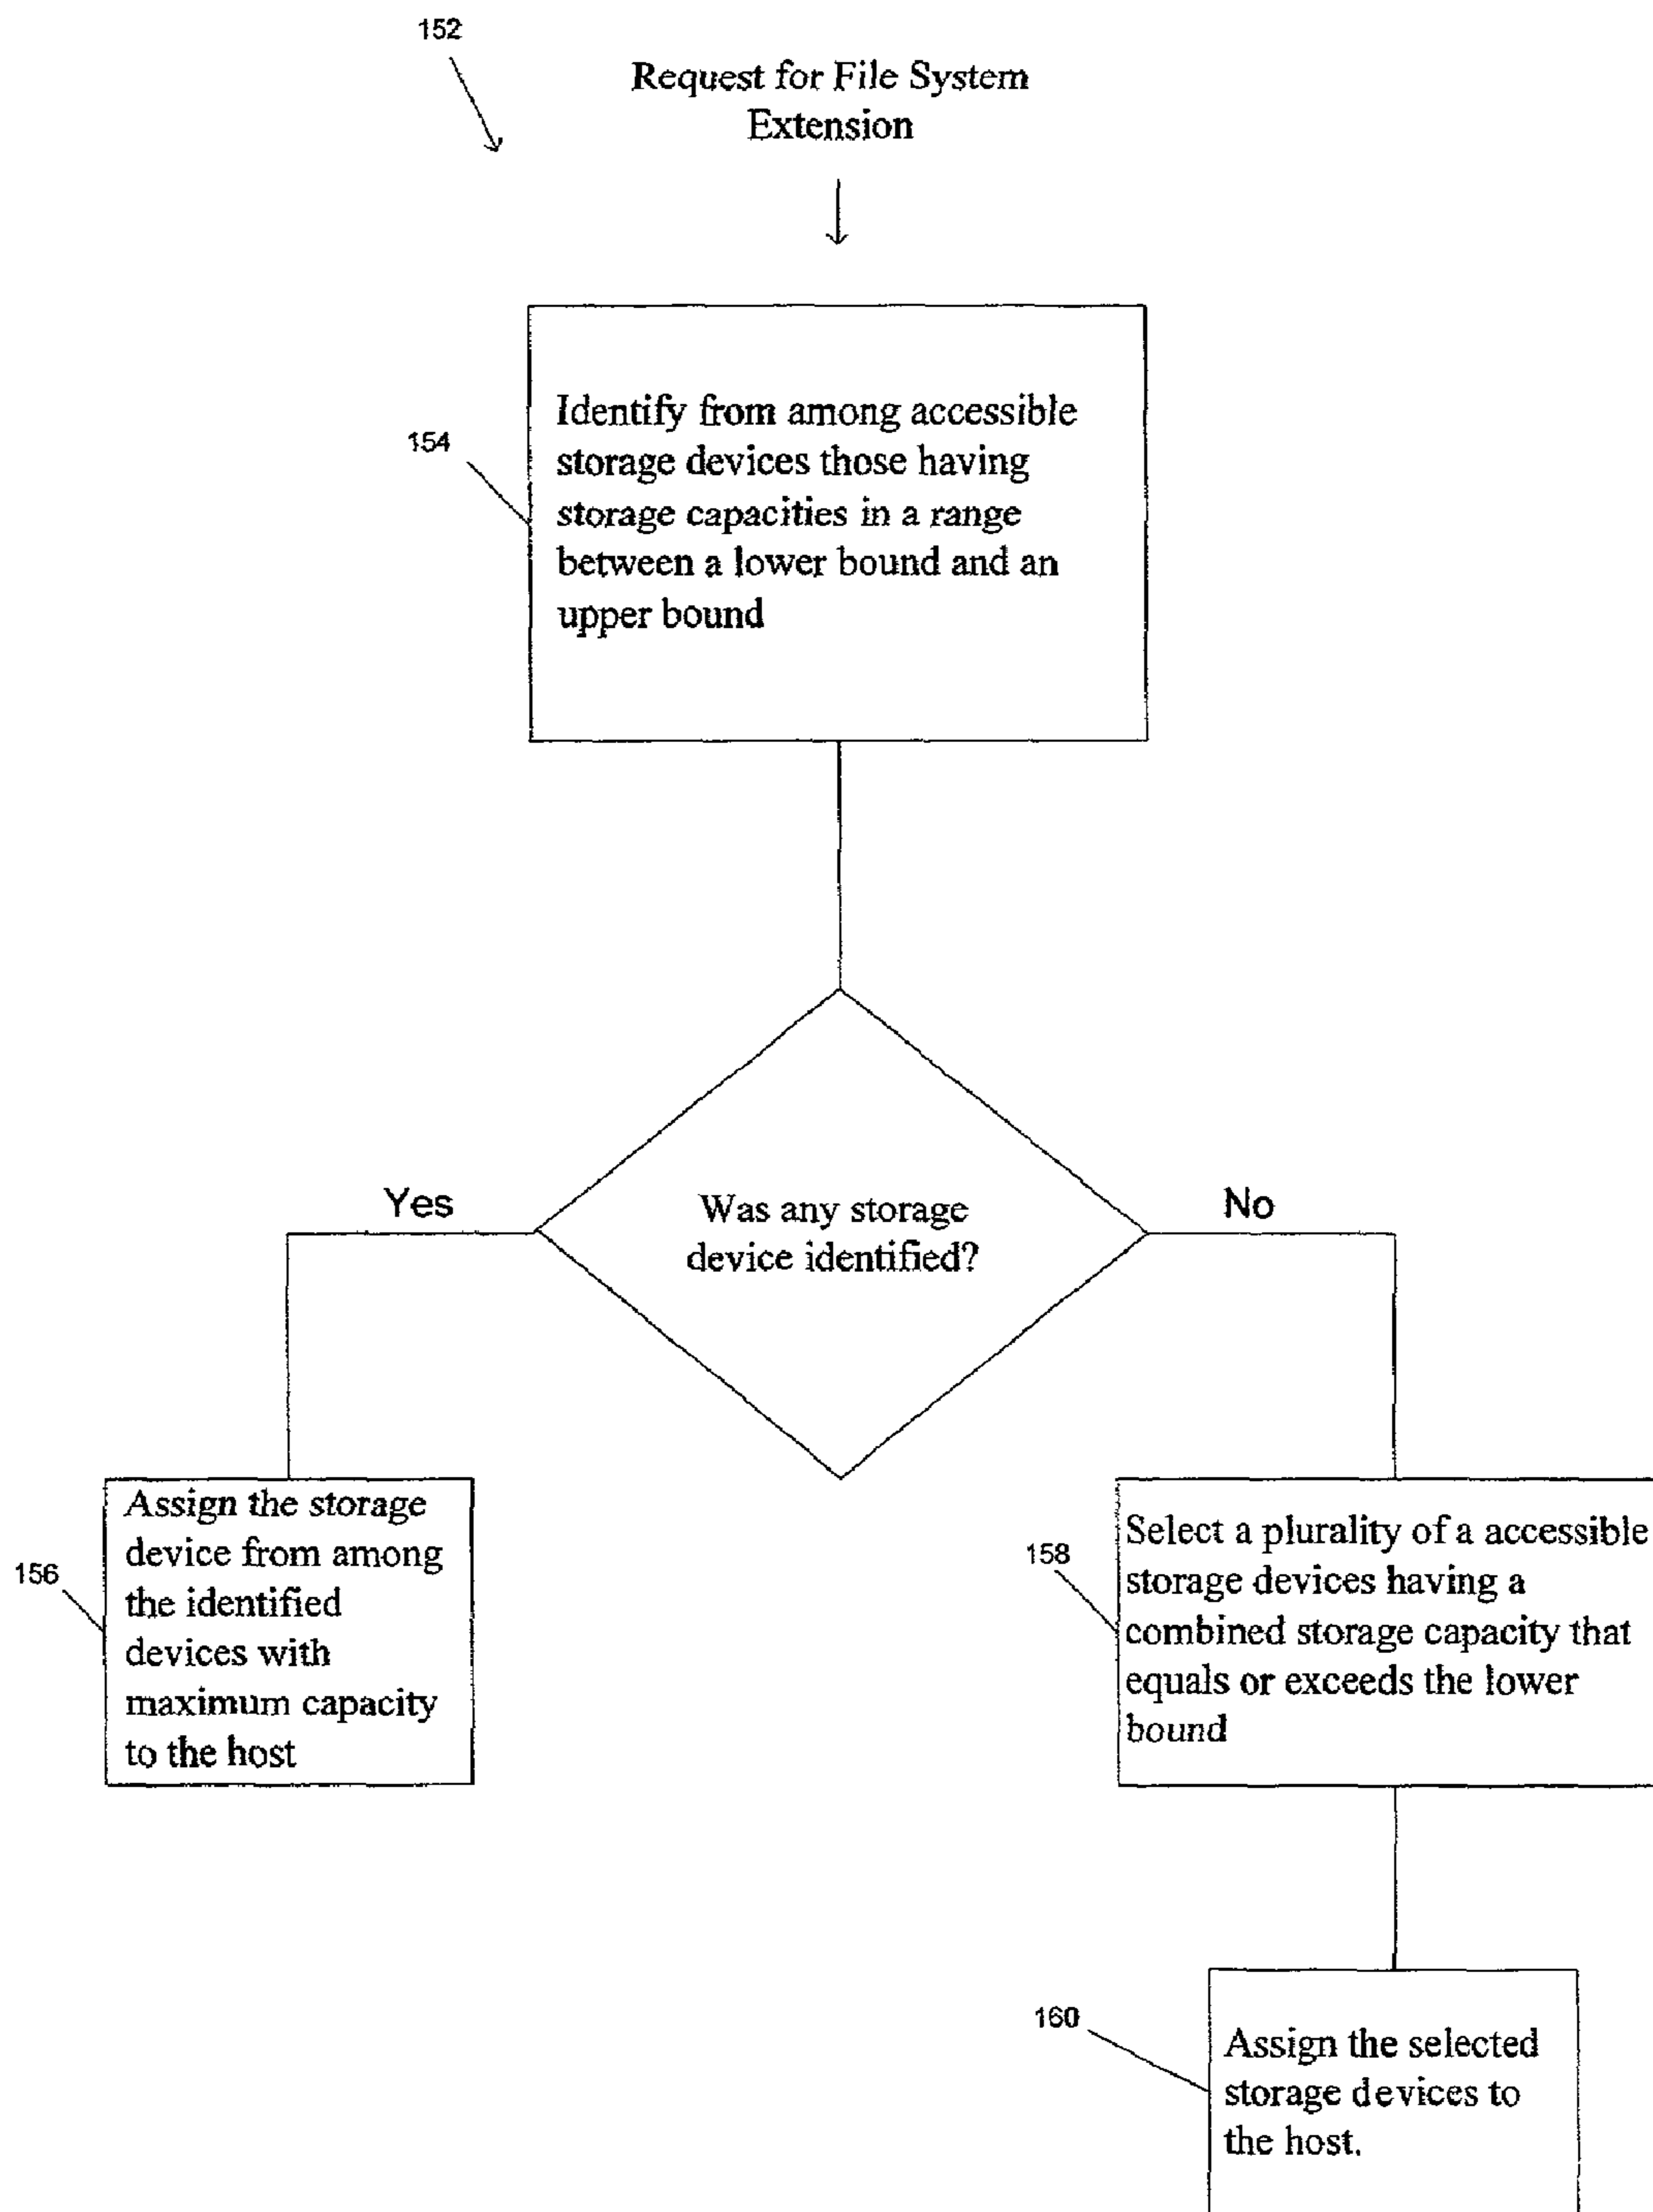 152
Request for File System
Extension
154
Identify from among accessible
storage devices those having
storage capacities in a range
between a lower bound and an
upper bound
Yes
Was any storage
device identified?
No
156
Assign the storage
device from among
the identified
devices with
maximum capacity
to the host
158
Select a plurality of a accessible
storage devices having a
combined storage capacity that
equals or exceeds the lower
bound
160
Assign the selected
storage devices to
the host.